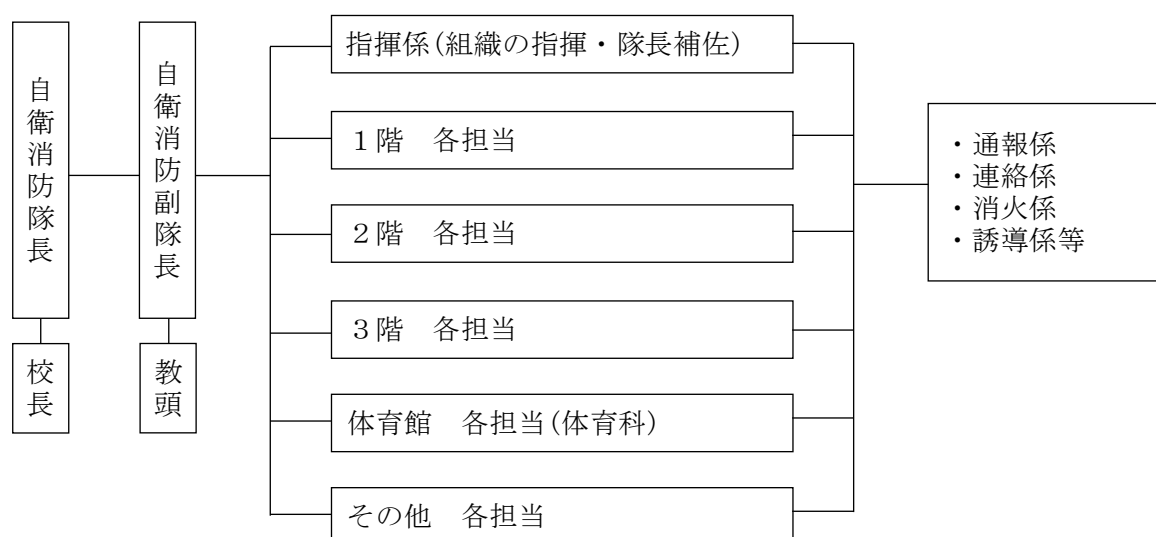 自衛消防隊長
校長
自衛消防副隊長
教頭
指揮係(組織の指揮・隊長補佐)
1階 各担当
2階 各担当
3階 各担当
体育館 各担当(体育科)
その他 各担当
・通報係
・連絡係
・消火係
・誘導係等